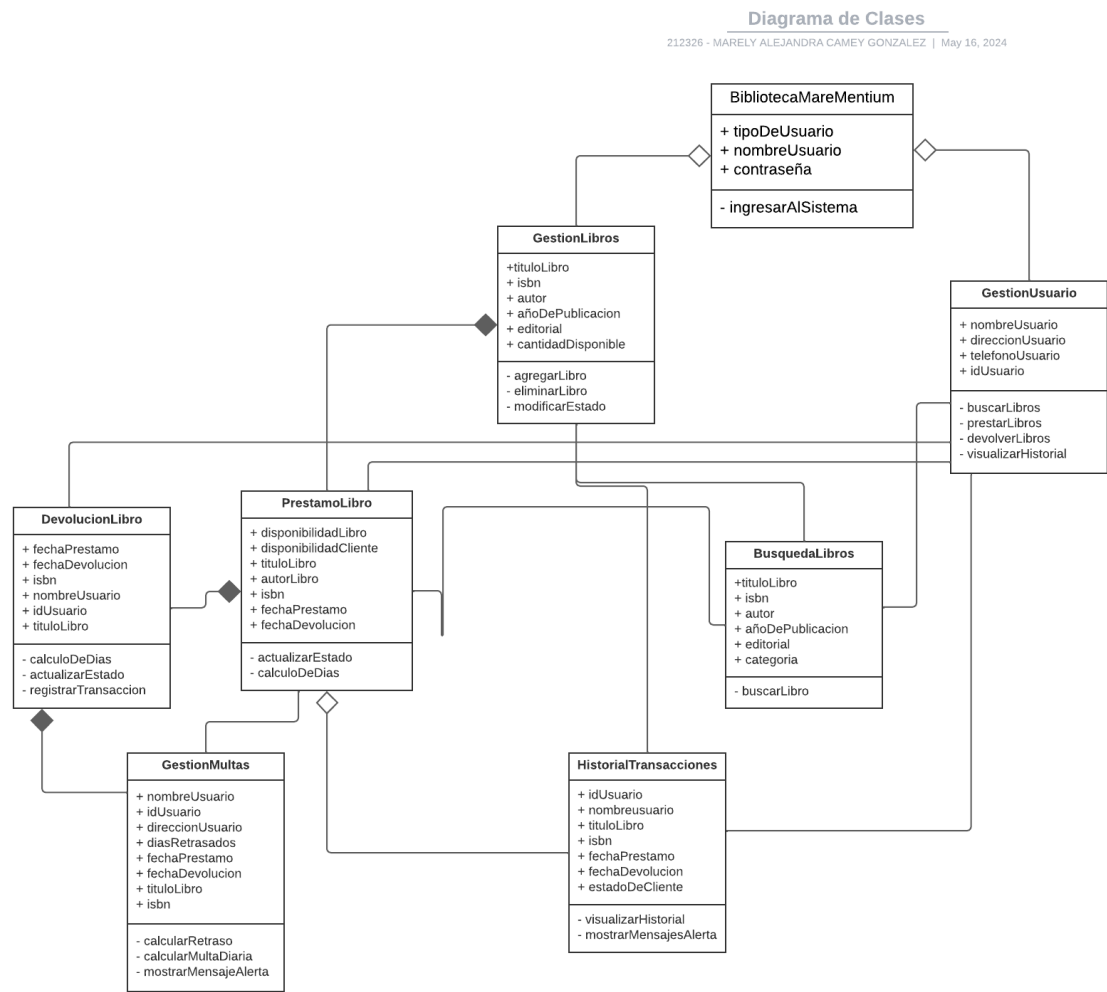 Diagrama de Clases
212326 - MARELY ALEJANDRA CAMEY GONZALEZ | May 16, 2024
BibliotecaMareMentium
+ tipoDeUsuario
+ nombreUsuario
+ contraseña
- ingresarAlSistema
GestionLibros
+tituloLibro
+ isbn
+ autor
+ añoDePublicacion
+ editorial
+ cantidadDisponible
- agregarLibro
- eliminarLibro
- modificarEstado
GestionUsuario
+ nombreUsuario
+ direccionUsuario
+ telefonoUsuario
+ idUsuario
- buscarLibros
- prestarLibros
- devolverLibros
- visualizarHistorial
DevolucionLibro
+ fechaPrestamo
+ fechaDevolucion
+ isbn
+ nombreUsuario
+ idUsuario
+ tituloLibro
- calculoDeDias
- actualizarEstado
- registrarTransaccion
PrestamoLibro
+ disponibilidadLibro
+ disponibilidadCliente
+ tituloLibro
+ autorLibro
+ isbn
+ fechaPrestamo
+ fechaDevolucion
- actualizarEstado
- calculoDeDias
BusquedaLibros
+tituloLibro
+ isbn
+ autor
+ añoDePublicacion
+ editorial
+ categoria
- buscarLibro
GestionMultas
+ nombreUsuario
+ idUsuario
+ direccionUsuario
+ diasRetrasados
+ fechaPrestamo
+ fechaDevolucion
+ tituloLibro
+ isbn
- calcularRetraso
- calcularMultaDiaria
- mostrarMensajeAlerta
HistorialTransacciones
+ idUsuario
+ nombreusuario
+ tituloLibro
+ isbn
+ fechaPrestamo
+ fechaDevolucion
+ estadoDeCliente
- visualizarHistorial
- mostrarMensajesAlerta